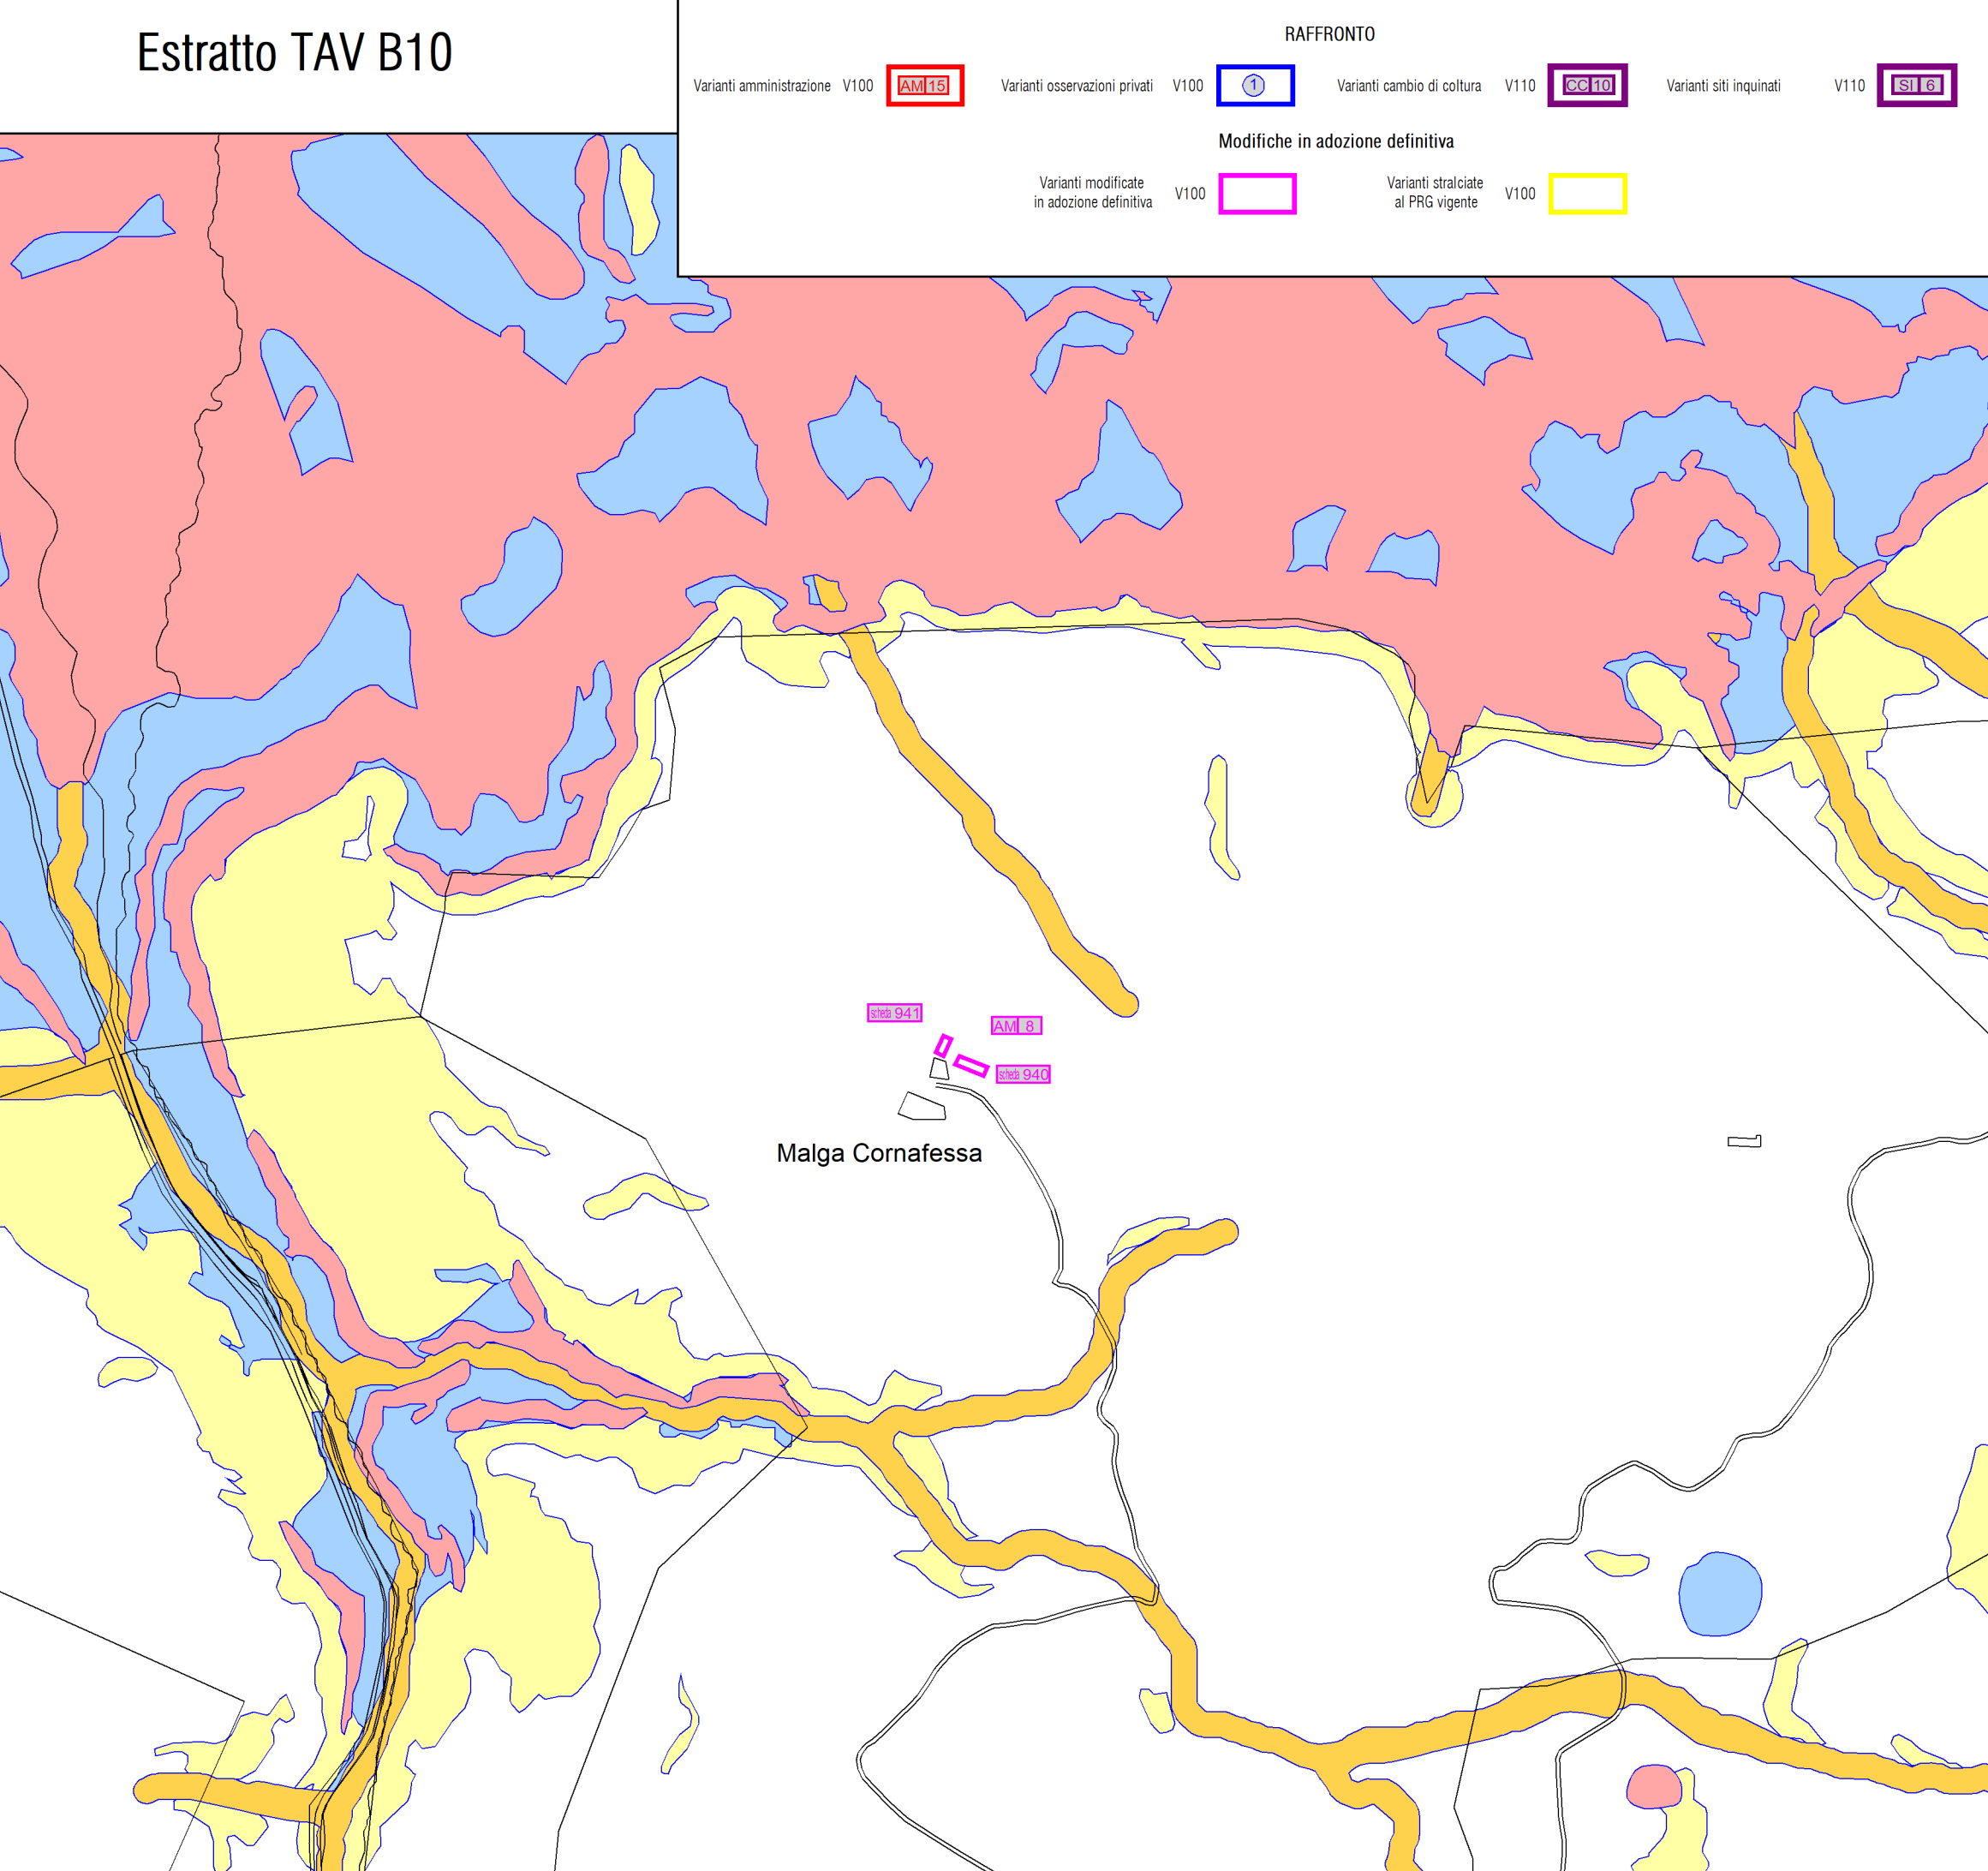 Estratto TAV B10
RAFFRONTO
Varianti amministrazione V100 AM 15 Varianti osservazioni privati V100 1 Varianti cambio di coltura V110 CC 10 Varianti siti inquinati V110 SI 6
Modifiche in adozione definitiva
Varianti modificate
in adozione definitiva V100
Varianti stralciate
al PRG vigente V100
scheda 941
AM 8
scheda 940
Malga Cornafessa